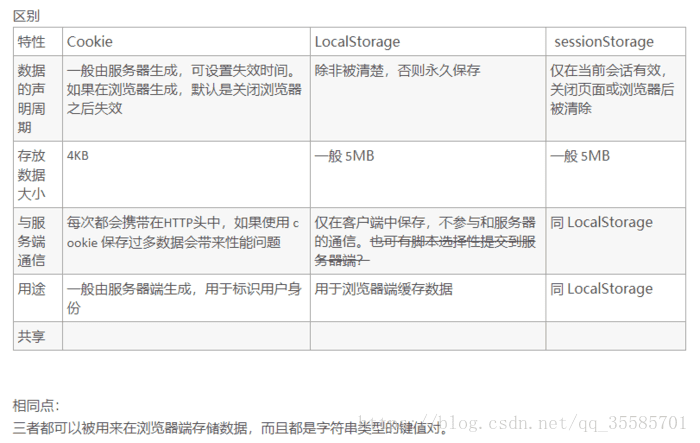 区别
特性 Cookie LocalStorage sessionStorage
数据的声明周期
一般由服务器生成，可设置失效时间。
如果在浏览器生成，默认是关闭浏览器
之后失效
除非被清楚，否则永久保存
仅在当前会话有效，
关闭页面或浏览器后
被清除
存放数据大小
4KB
一般 5MB
一般 5MB
与服务端通信
每次都会携带在HTTP头中，如果使用 c
ookie 保存过多数据会带来性能问题
仅在客户端中保存，不参与和服务器
的通信。也可有脚本选择性提交到服
务器端？
同 LocalStorage
用途
一般由服务器端生成，用于标识用户身
份
用于浏览器端缓存数据
同 LocalStorage
共享
相同点：
三者都可以被用来在浏览器端存储数据，而且都是字符串类型的键值对。
https://blog.csdn.net/qq_35585701